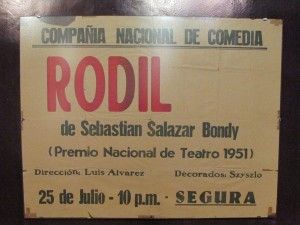 COMPAÑIA NACIONAL DE COMEDIA
RODIL
de Sebastian Salazar Bondy
(Premio Nacional de Teatro 1951)
Dirección: Luis Alvarez Decorados: Szyszlo
25 de Julio - 10 p.m. - SEGURA